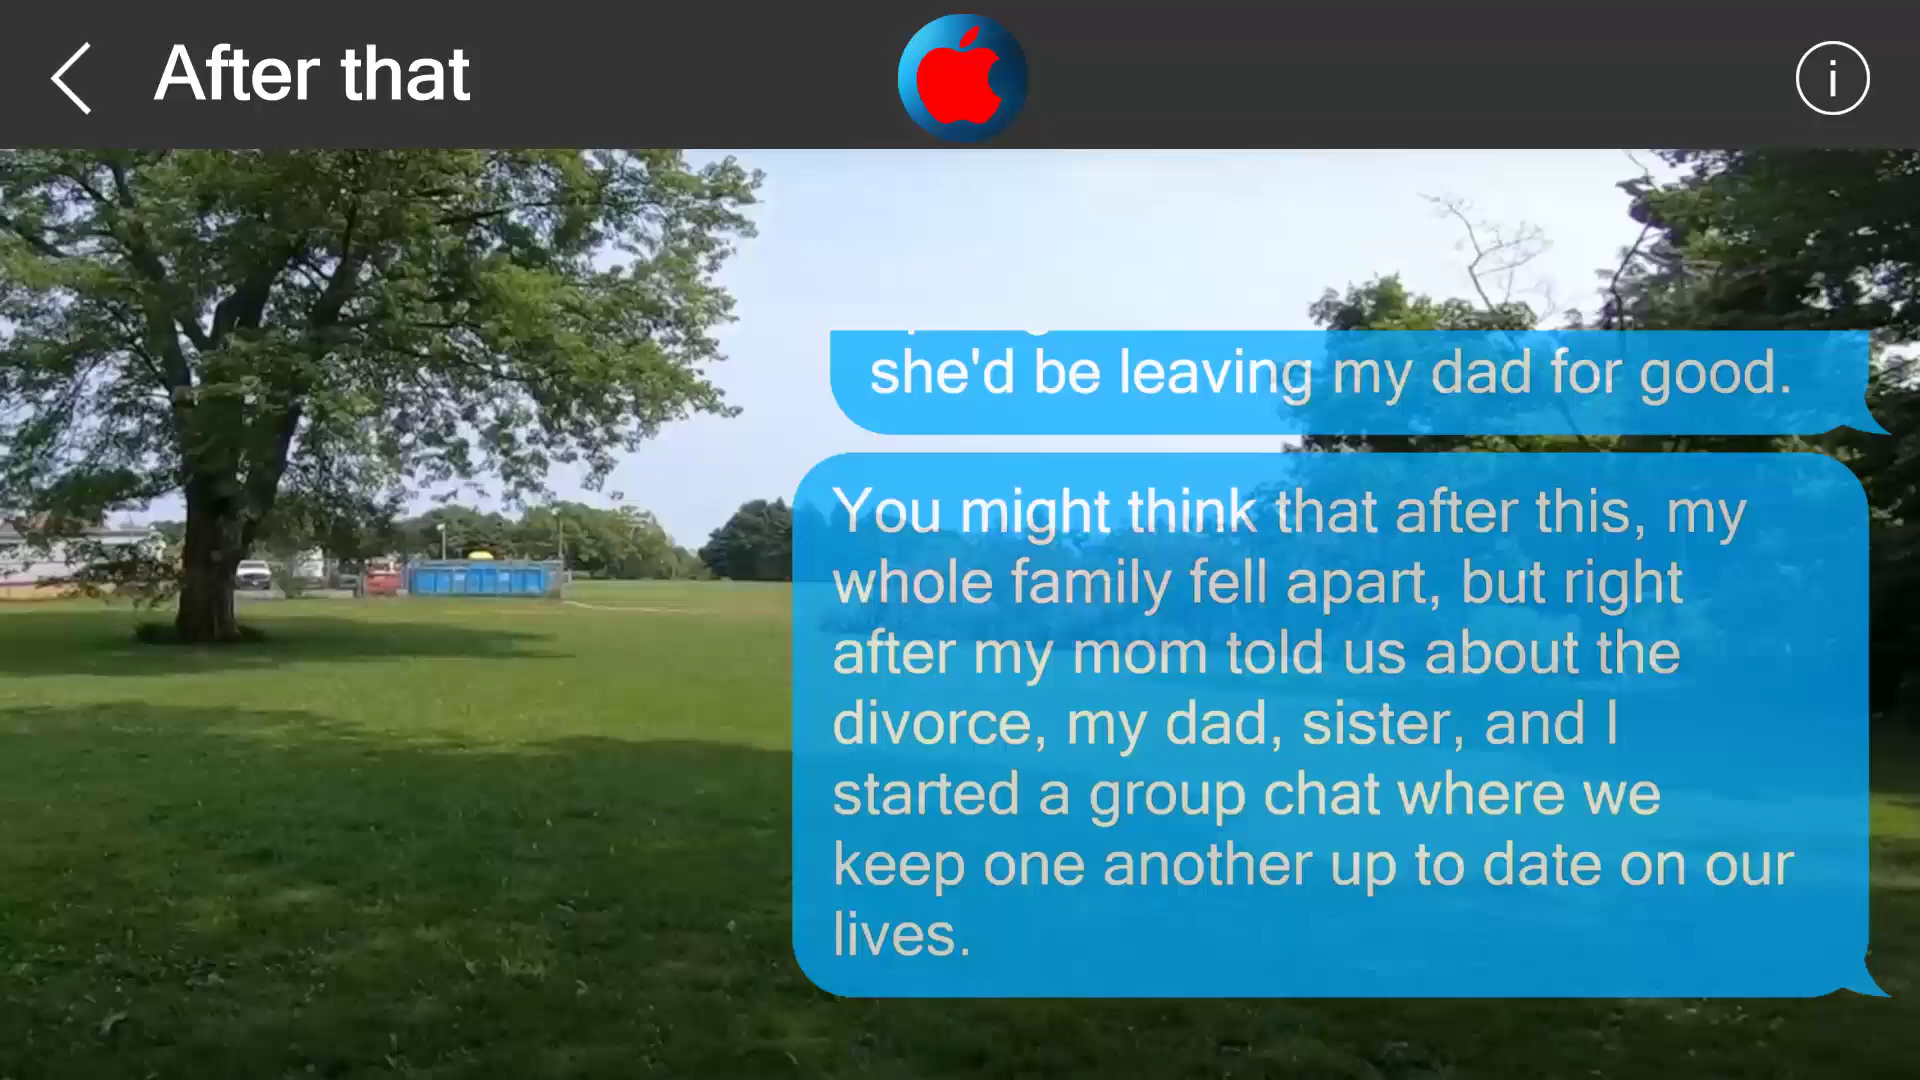 After that
she'd be leaving my dad for good.
You might think that after this, my
whole family fell apart, but right
after my mom told us about the
divorce, my dad, sister, and I
started a group chat where we
keep one another up to date on our
lives.